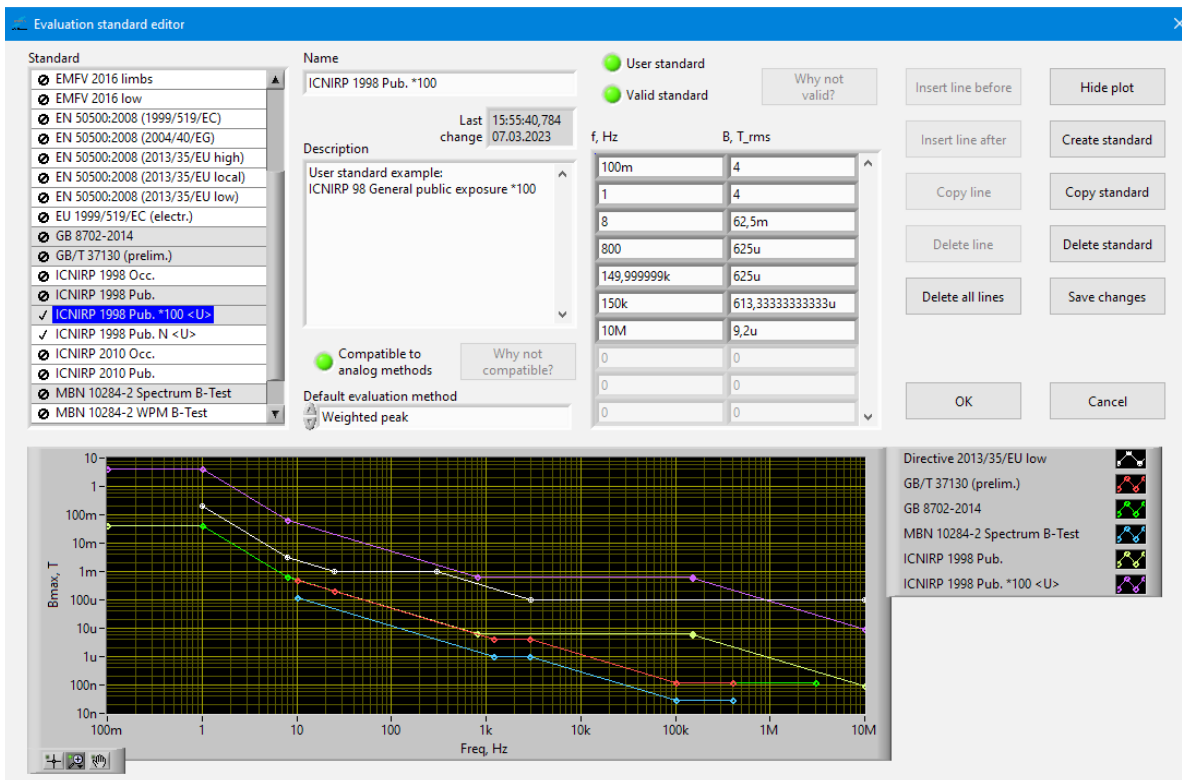 Evaluation standard editor
Standard
EMFV 2016 limbs
EMFV 2016 low
EN 50500:2008 (1999/519/EC)
EN 50500:2008 (2004/40/EG)
EN 50500:2008 (2013/35/EU high)
EN 50500:2008 (2013/35/EU local)
EN 50500:2008 (2013/35/EU low)
EU 1999/519/EC (electr.)
GB 8702-2014
GB/T 37130 (prelim.)
ICNIRP 1998 Occ.
ICNIRP 1998 Pub.
ICNIRP 1998 Pub. *100 <U>
ICNIRP 1998 Pub. N <U>
ICNIRP 2010 Occ.
ICNIRP 2010 Pub.
MBN 10284-2 Spectrum B-Test
MBN 10284-2 WPM B-Test
Name
ICNIRP 1998 Pub. *100
Last change
15:55:40,784
07.03.2023
Description
User standard example:
ICNIRP 98 General public exposure *100
Compatible to
analog methods
Why not
compatible?
Default evaluation method
Weighted peak
User standard
Valid standard
Why not
valid?
f, Hz B, T_rms
100m 4
1 4
8 62,5m
800 625u
149,999999k 625u
150k 613,33333333333u
10M 9,2u
0 0
0 0
0 0
Insert line before
Hide plot
Insert line after
Create standard
Copy line
Copy standard
Delete line
Delete standard
Delete all lines
Save changes
OK
Cancel
Bmax, T
10
1
100m
10m
1m
100u
10u
1u
100n
10n
100m 1 10 100 1k 10k 100k 1M 10M
Freq, Hz
Directive 2013/35/EU low
GB/T 37130 (prelim.)
GB 8702-2014
MBN 10284-2 Spectrum B-Test
ICNIRP 1998 Pub.
ICNIRP 1998 Pub. *100 <U>